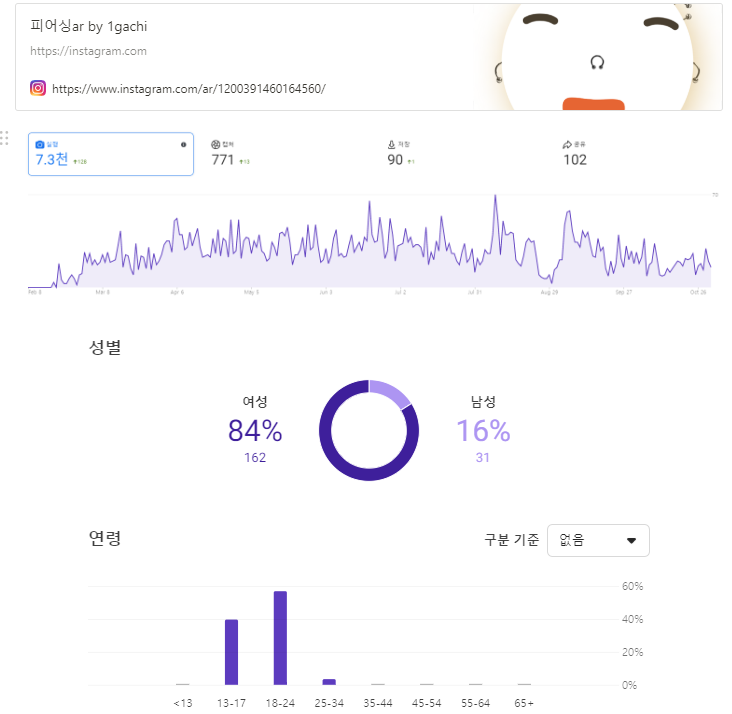 피어싱ar by 1gachi
https://instagram.com
https://www.instagram.com/ar/1200391460164560/
실행 캡처 저장 공유
7.3천 ↑126 771 ↑13 90 ↑1 102
Feb 8 Mar 8 Apr 6 May 5 Jun 3 Jul 2 Jul 31 Aug 29 Sep 27 Oct 26
성별
여성 남성
84% 16%
162 31
연령 구분 기준 없음
60%
40%
20%
0%
<13 13-17 18-24 25-34 35-44 45-54 55-64 65+